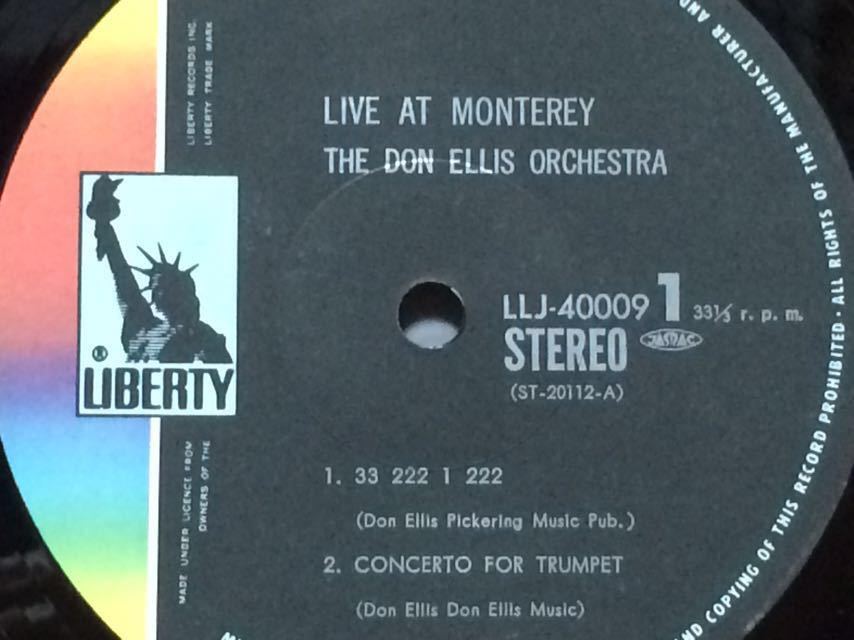 LIBERTY RECORDS INC.
LIBERTY TRADE MARK
LIVE AT MONTEREY
THE DON ELLIS ORCHESTRA
® LIBERTY
LLJ-40009 1 33⅓ r. p. m.
STEREO JASRAC
(ST-20112-A)
MADE UNDER LICENCE FROM
OWNERS OF THE
1. 33 222 1 222
(Don Ellis Pickering Music Pub.)
2. CONCERTO FOR TRUMPET
(Don Ellis Don Ellis Music)
MANUFACTURER AND
ALL RIGHTS OF THE
AND COPYING OF THIS RECORD PROHIBITED ·